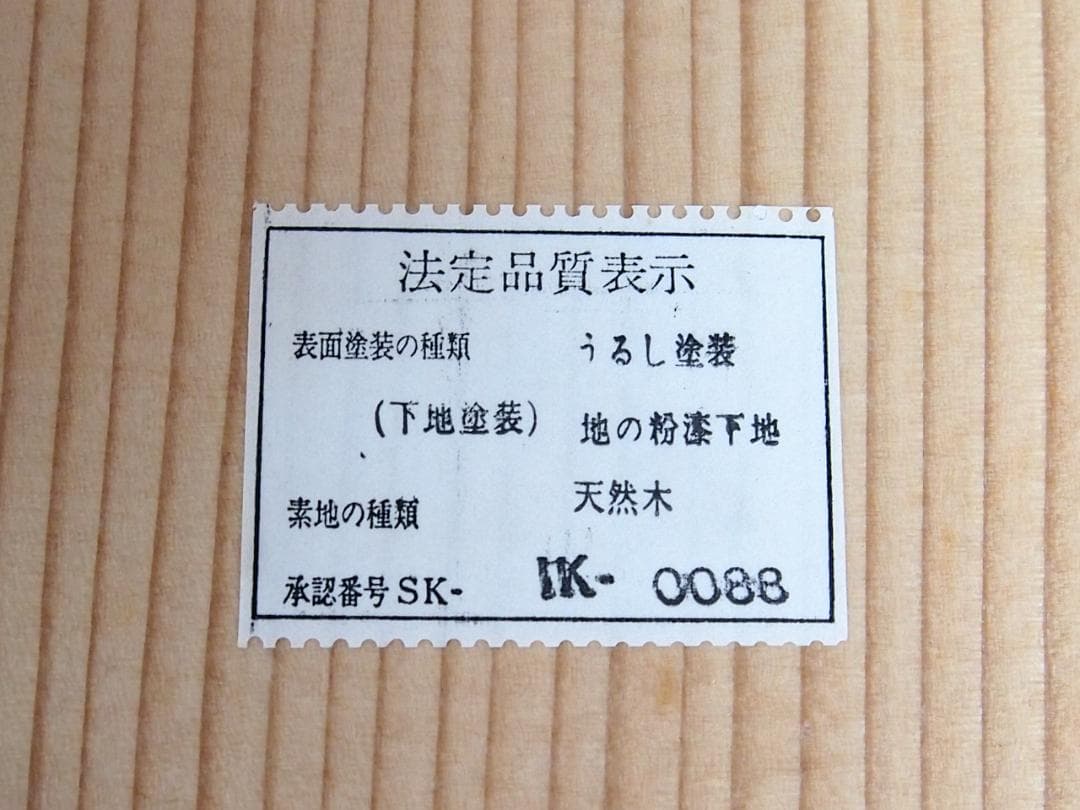 法定品質表示
表面塗装の種類 うるし塗装
(下地塗装) 地の粉漆下地
素地の種類 天然木
承認番号SK- IK- 0088